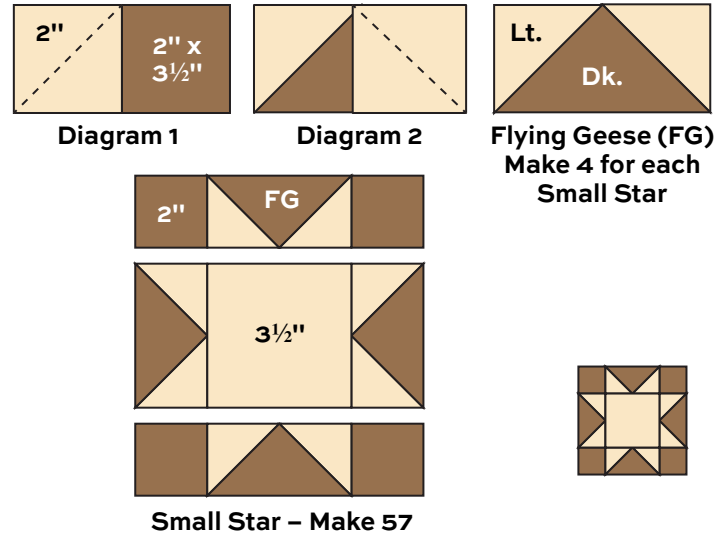 2"
2" x
3½"
Diagram 1
Diagram 2
Lt.
Dk.
Flying Geese (FG)
Make 4 for each
Small Star
2"
FG
3½"
Small Star – Make 57